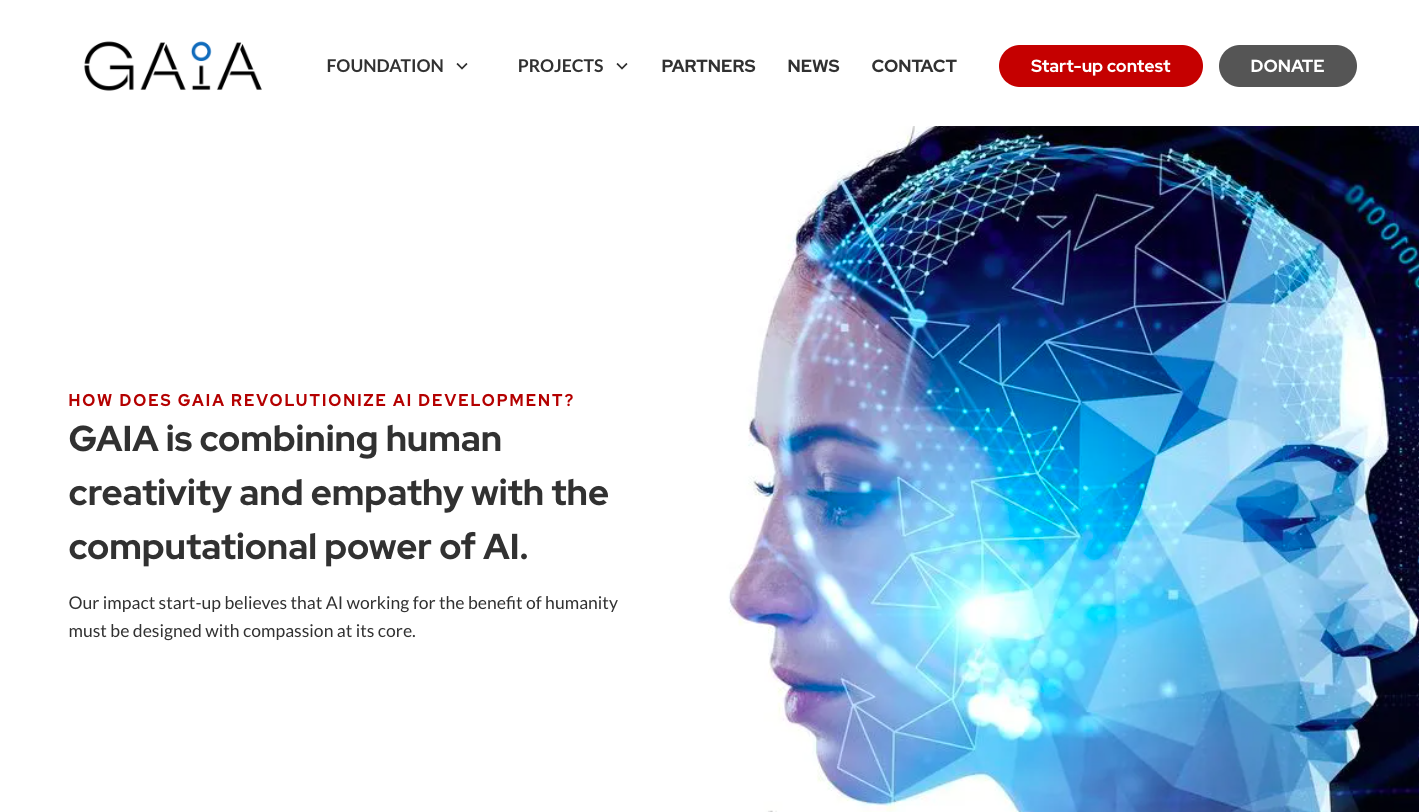 GAiA
FOUNDATION
PROJECTS
PARTNERS
NEWS
CONTACT
Start-up contest
DONATE
HOW DOES GAIA REVOLUTIONIZE AI DEVELOPMENT?
GAIA is combining human
creativity and empathy with the
computational power of AI.
Our impact start-up believes that AI working for the benefit of humanity
must be designed with compassion at its core.